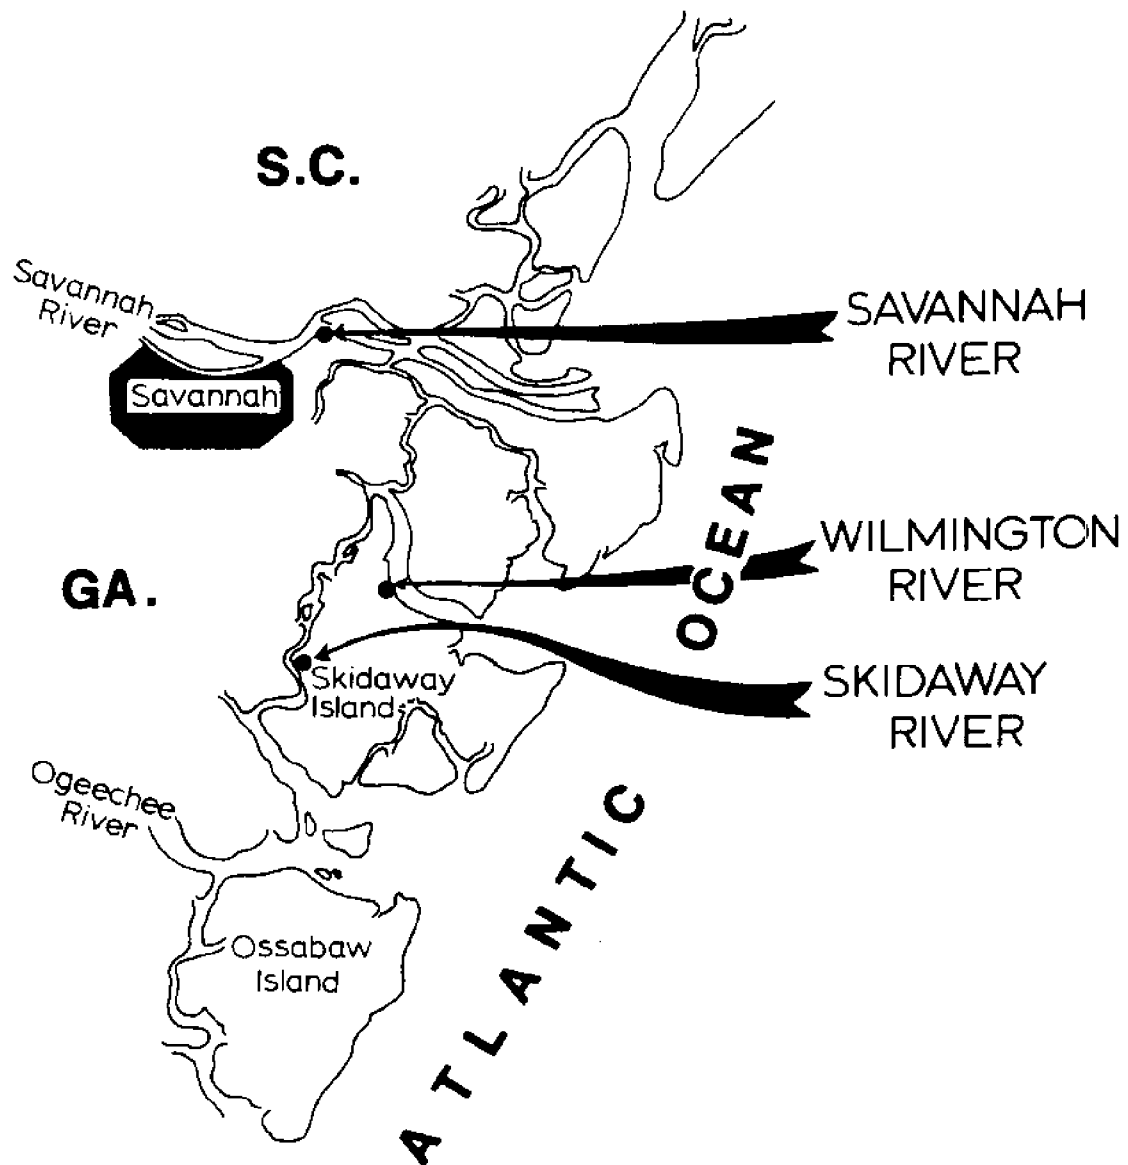 S.C.
Savannah
River
SAVANNAH
RIVER
Savannah
OCEAN
WILMINGTON
RIVER
GA.
Skidaway
Island
SKIDAWAY
RIVER
Ogeechee
River
ATLANTIC
Ossabaw
Island